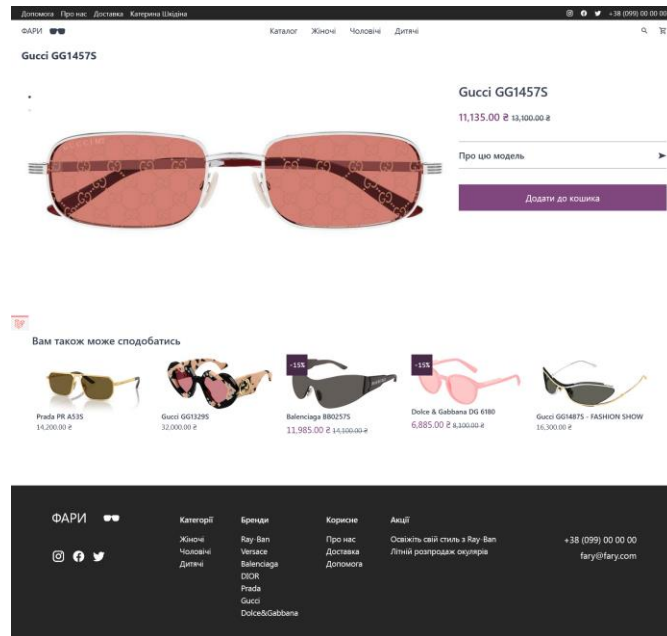 Допомога Про нас Доставка Катерина Шкідіна +38 (099) 00 00 00
ФАРИ Каталог Жіночі Чоловічі Дитячі
Gucci GG1457S
Gucci GG1457S
11,135.00 ₴ 13,100.00 ₴
Про цю модель
Додати до кошика
Вам також може сподобатись
-15%
-15%
Prada PR A53S
14,200.00 ₴
Gucci GG1329S
32,000.00 ₴
Balenciaga BB0257S
11,985.00 ₴ 14,100.00 ₴
Dolce & Gabbana DG 6180
6,885.00 ₴ 8,100.00 ₴
Gucci GG1487S - FASHION SHOW
16,300.00 ₴
ФАРИ
Категорії
Жіночі
Чоловічі
Дитячі
Бренди
Ray-Ban
Versace
Balenciaga
DIOR
Prada
Gucci
Dolce&Gabbana
Корисне
Про нас
Доставка
Допомога
Акції
Освіжіть свій стиль з Ray-Ban
Літній розпродаж окулярів
+38 (099) 00 00 00
fary@fary.com